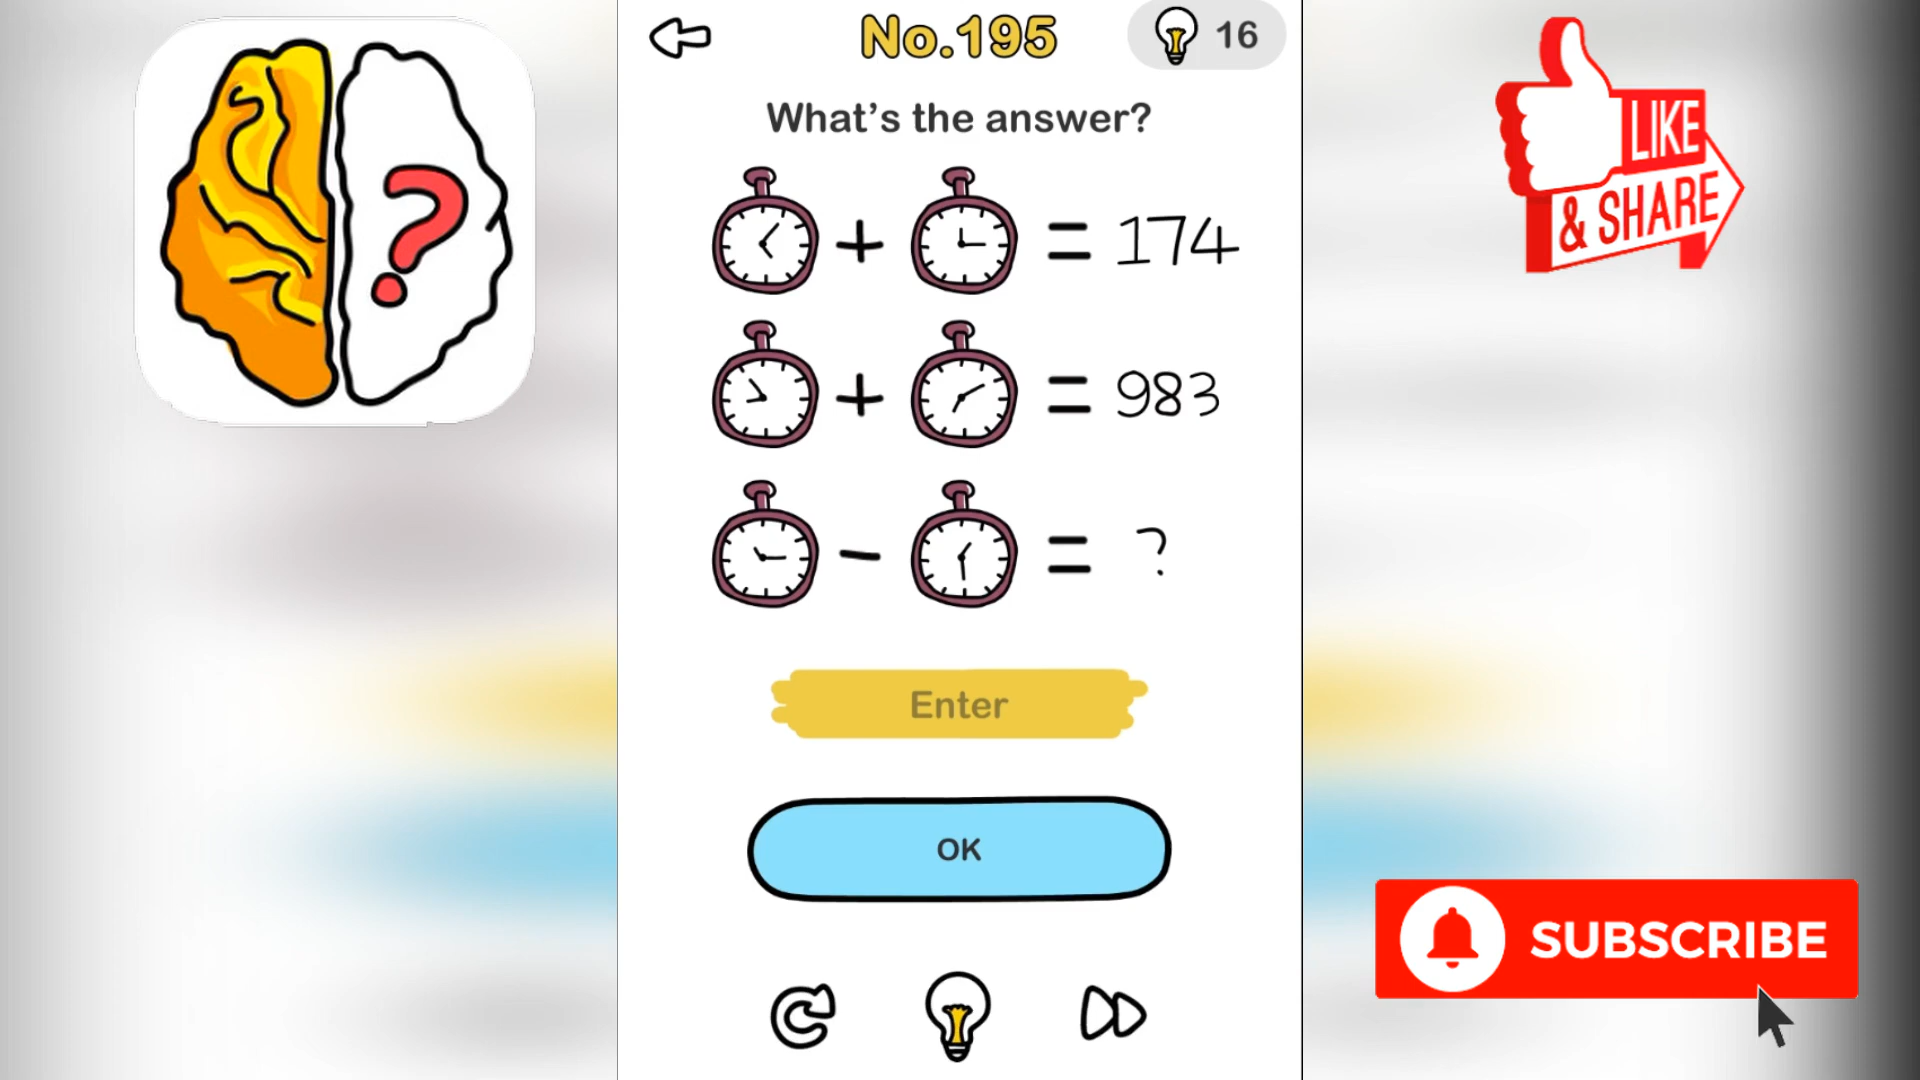 No.195
16
What's the answer?
+ = 174
+ = 983
- = ?
Enter
OK
?
LIKE
& SHARE
SUBSCRIBE